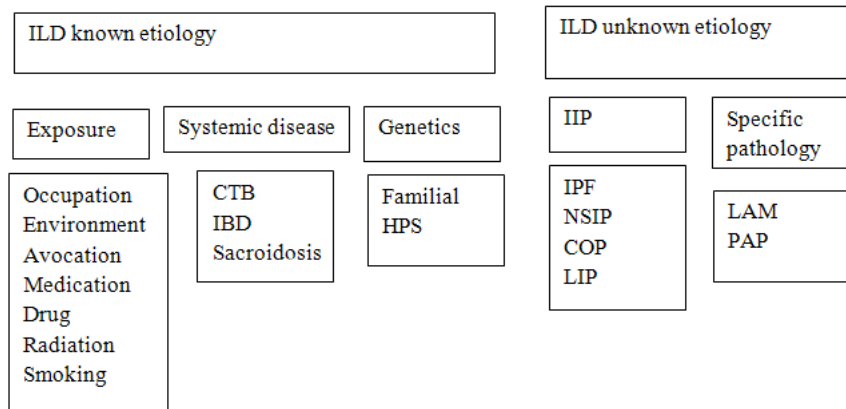 ILD known etiology
ILD unknown etiology
Exposure
Systemic disease
Genetics
IIP
Specific
pathology
Occupation
Environment
Avocation
Medication
Drug
Radiation
Smoking
CTB
IBD
Sacroidosis
Familial
HPS
IPF
NSIP
COP
LIP
LAM
PAP